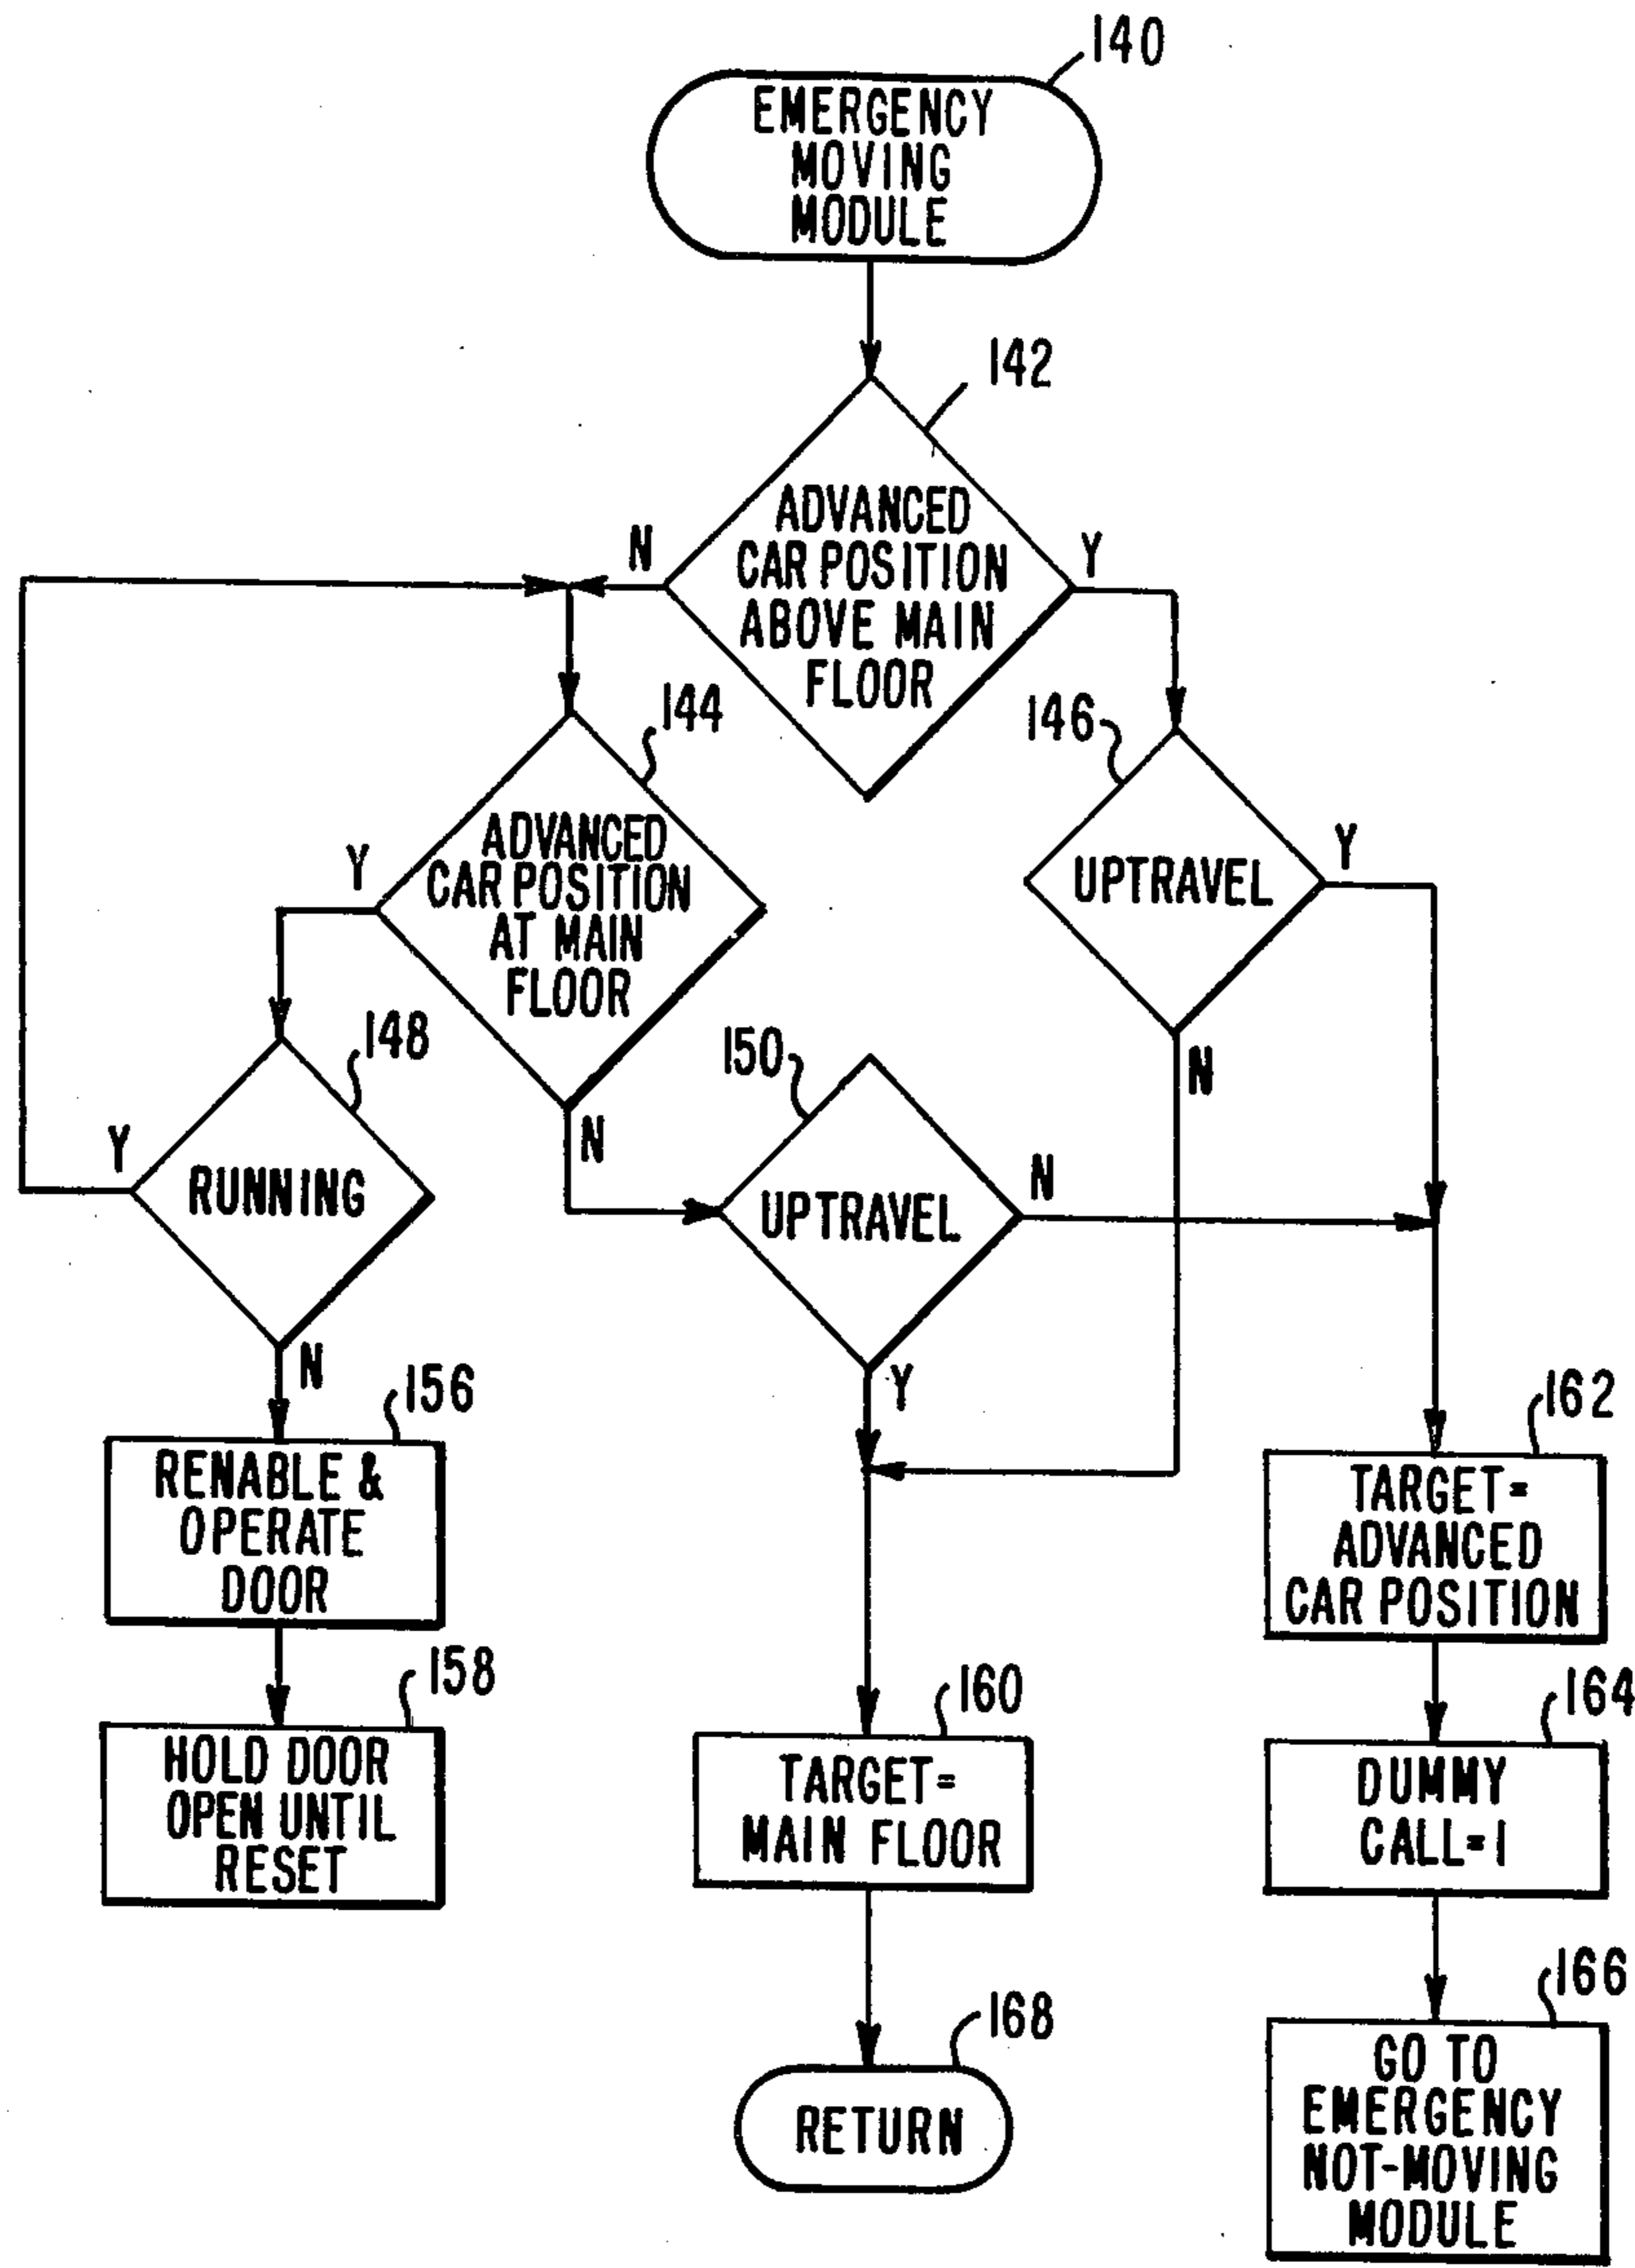 140
EMERGENCY
MOVING
MODULE
142
ADVANCED
CAR POSITION
ABOVE MAIN
FLOOR
N
Y
144
ADVANCED
CAR POSITION
AT MAIN
FLOOR
Y
N
146
UPTRAVEL
Y
N
148
RUNNING
Y
N
150
UPTRAVEL
N
Y
156
RENABLE &
OPERATE
DOOR
158
HOLD DOOR
OPEN UNTIL
RESET
160
TARGET=
MAIN FLOOR
168
RETURN
162
TARGET=
ADVANCED
CAR POSITION
164
DUMMY
CALL=1
166
GO TO
EMERGENCY
NOT-MOVING
MODULE